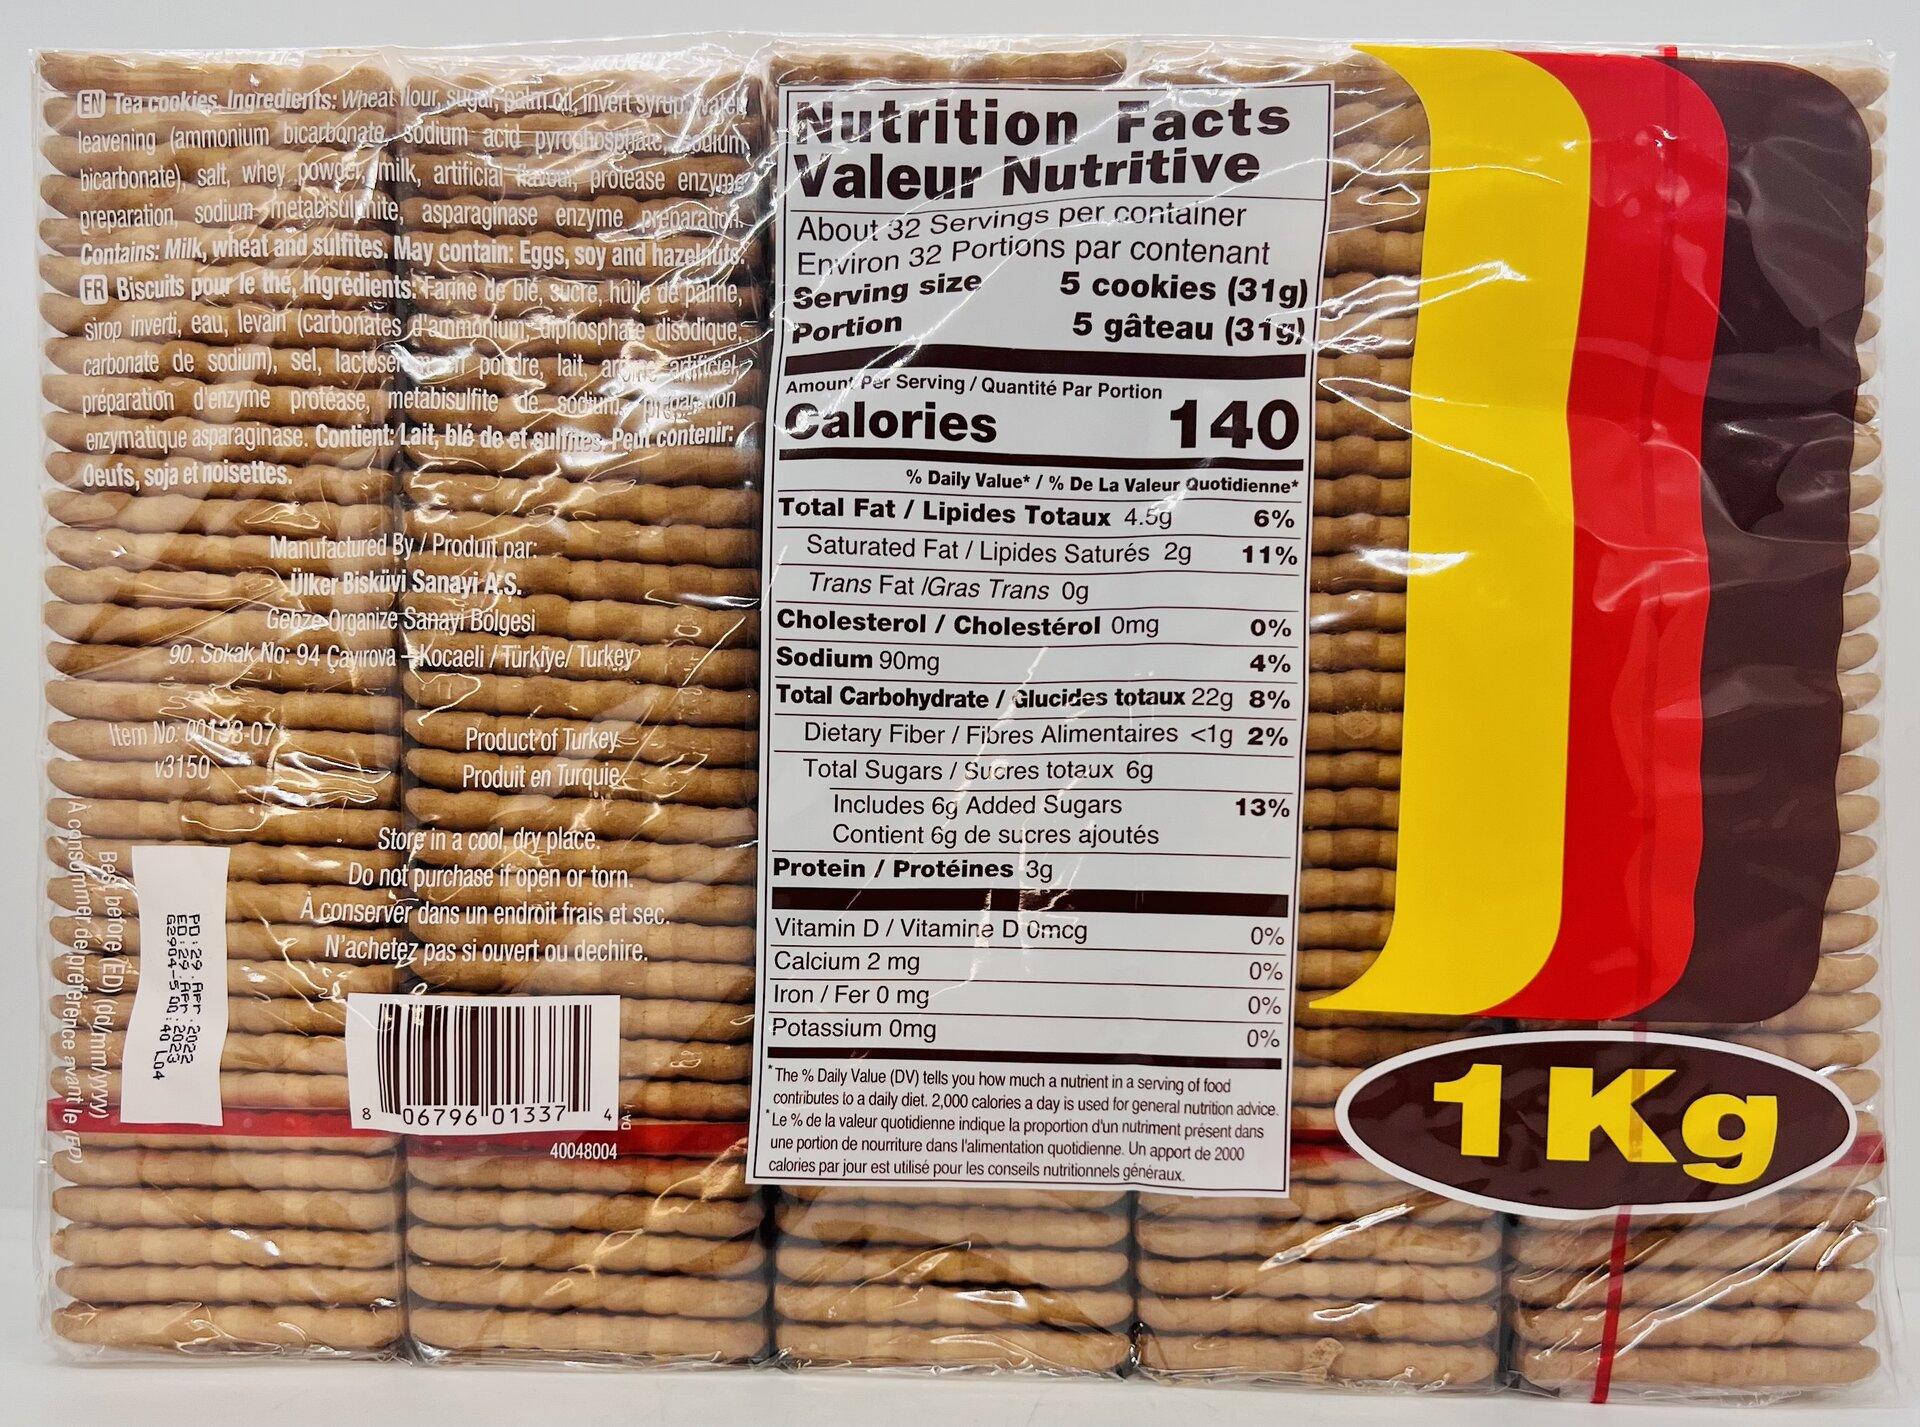 EN Tea cookies. Ingredients: Wheat flour, sugar, palm oil, invert syrup, water,
leavening (ammonium bicarbonate, sodium acid pyrophosphate, sodium
bicarbonate), salt, whey powder, milk, artificial flavour, protease enzyme
preparation, sodium metabisulphite, asparaginase enzyme preparation.
Contains: Milk, wheat and sulfites. May contain: Eggs, soy and hazelnuts.
FR Biscuits pour le thé, Ingredients: Farine de blé, sucre, huile de palme,
sirop inverti, eau, levain (carbonates d'ammonium, diphosphate disodique,
carbonate de sodium), sel, en poudre, lait, arôme artificiel,
préparation d'enzyme protéase, metabisulfite de sodium, préparation
enzymatique asparaginase. Contient: Lait, blé de et sulfites. Peut contenir:
Oeufs, soja et noisettes.
Manufactured By / Produit par:
Ülker Bisküvi Sanayi A.S.
Gebze Organize Sanayi Bölgesi
90. Sokak No: 94 Çayırova - Kocaeli / Türkiye/ Turkey
Item No: 00133-07
v3150
Product of Turkey
Produit en Turquie
Store in a cool, dry place.
Do not purchase if open or torn.
À conserver dans un endroit frais et sec.
N'achetez pas si ouvert ou dechire.
Best before (ED) (dd/mm/yyyy)
À consommer de préférence avant le (ED)
PD:29.Apr.2022
ED:29.Apr.2023
G2904-5 00:40 L04
8 06796 01337 4
DA-1
40048004
Nutrition Facts
Valeur Nutritive
About 32 Servings per container
Environ 32 Portions par contenant
Serving size 5 cookies (31g)
Portion 5 gâteau (31g)
Amount Per Serving / Quantité Par Portion
Calories 140
% Daily Value* / % De La Valeur Quotidienne*
Total Fat / Lipides Totaux 4.5g 6%
Saturated Fat / Lipides Saturés 2g 11%
Trans Fat /Gras Trans 0g
Cholesterol / Cholestérol 0mg 0%
Sodium 90mg 4%
Total Carbohydrate / Glucides totaux 22g 8%
Dietary Fiber / Fibres Alimentaires <1g 2%
Total Sugars / Sucres totaux 6g
Includes 6g Added Sugars 13%
Contient 6g de sucres ajoutés
Protein / Protéines 3g
Vitamin D / Vitamine D 0mcg 0%
Calcium 2 mg 0%
Iron / Fer 0 mg 0%
Potassium 0mg 0%
*The % Daily Value (DV) tells you how much a nutrient in a serving of food
contributes to a daily diet. 2,000 calories a day is used for general nutrition advice.
*Le % de la valeur quotidienne indique la proportion d'un nutriment présent dans
une portion de nourriture dans l'alimentation quotidienne. Un apport de 2000
calories par jour est utilisé pour les conseils nutritionnels généraux.
1Kg